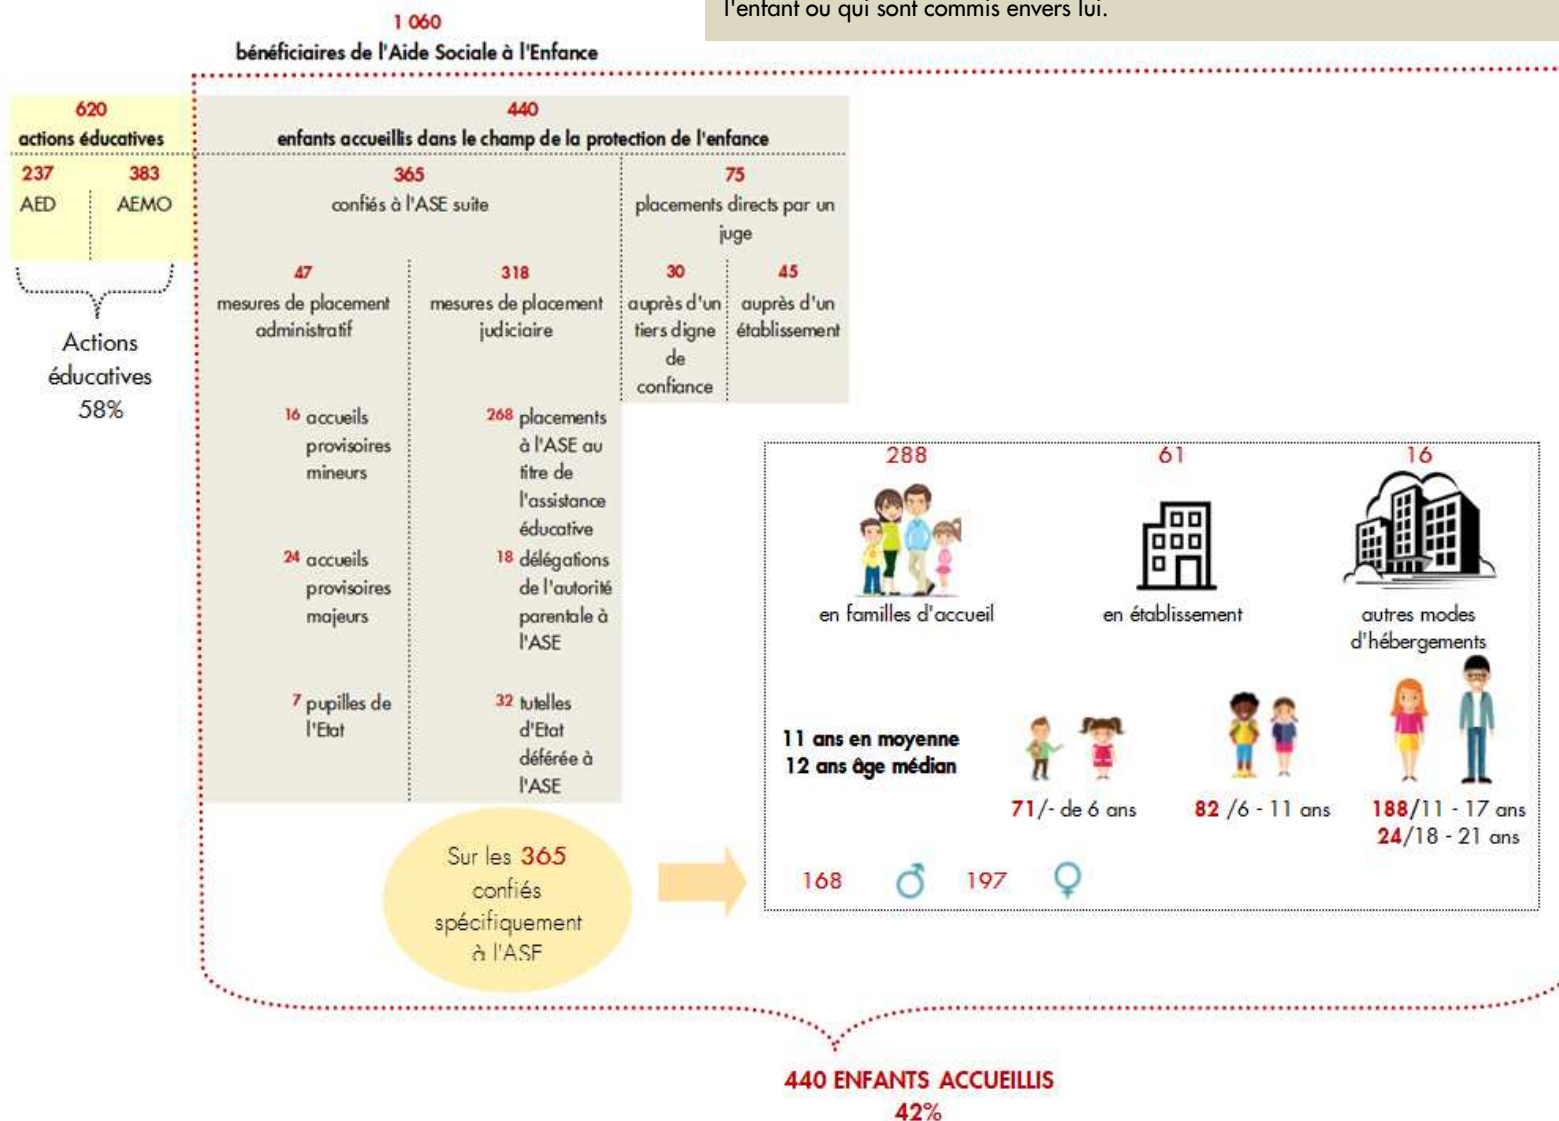 l'enfant ou qui sont commis envers lui.
1 060
bénéficiaires de l'Aide Sociale à l'Enfance
620
actions éducatives
237
AED
383
AEMO
Actions
éducatives
58%
440
enfants accueillis dans le champ de la protection de l'enfance
365
confiés à l'ASE suite
75
placements directs par un
juge
47
mesures de placement
administratif
318
mesures de placement
judiciaire
30
auprès d'un
tiers digne
de
confiance
45
auprès d'un
établissement
16 accueils
provisoires
mineurs
24 accueils
provisoires
majeurs
7 pupilles de
l'Etat
268 placements
à l'ASE au
titre de
l'assistance
éducative
18 délégations
de l'autorité
parentale à
l'ASE
32 tutelles
d'Etat
déférée à
l'ASE
Sur les 365
confiés
spécifiquement
à l'ASE
288
en familles d'accueil
61
en établissement
16
autres modes
d'hébergements
11 ans en moyenne
12 ans âge médian
71/- de 6 ans
82 /6 - 11 ans
188/11 - 17 ans
24/18 - 21 ans
168 ♂ 197 ♀
440 ENFANTS ACCUEILLIS
42%